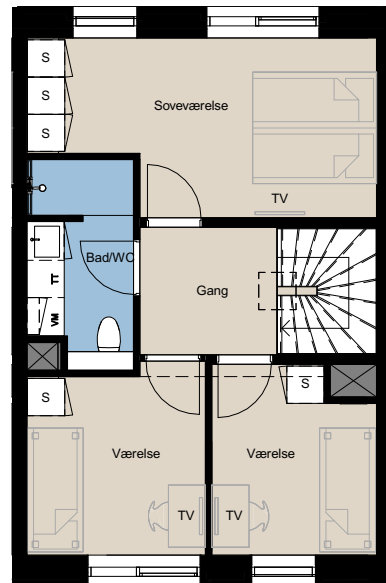 S
S
S
Soveværelse
TV
Bad/WC
TT
VM
Gang
S
S
Værelse
Værelse
TV
TV